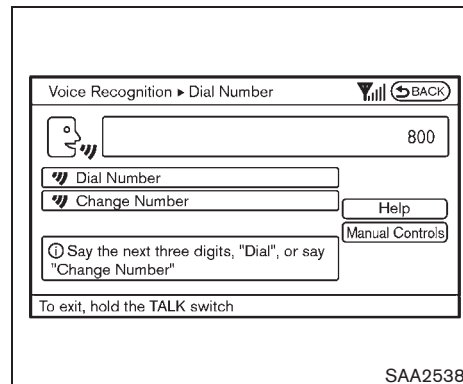 Voice Recognition ▸ Dial Number BACK
800
Dial Number
Change Number
Help
Manual Controls
Say the next three digits, "Dial", or say
"Change Number"
To exit, hold the TALK switch
SAA2538